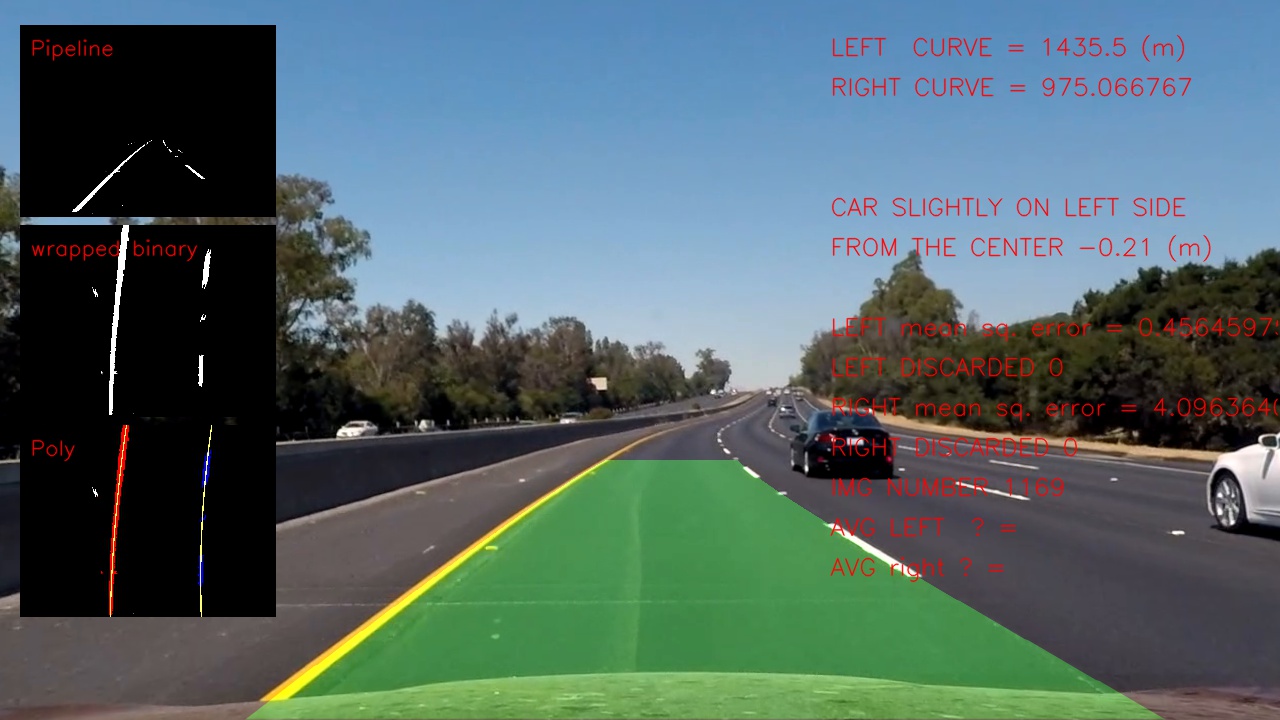 Pipeline
wrapped binary
Poly
LEFT CURVE = 1435.5 (m)
RIGHT CURVE = 975.066767
CAR SLIGHTLY ON LEFT SIDE
FROM THE CENTER -0.21 (m)
LEFT mean sq. error = 0.4564597
LEFT DISCARDED 0
RIGHT mean sq. error = 4.096364
RIGHT DISCARDED 0
IMG NUMBER 1169
AVG LEFT ? =
AVG right ? =